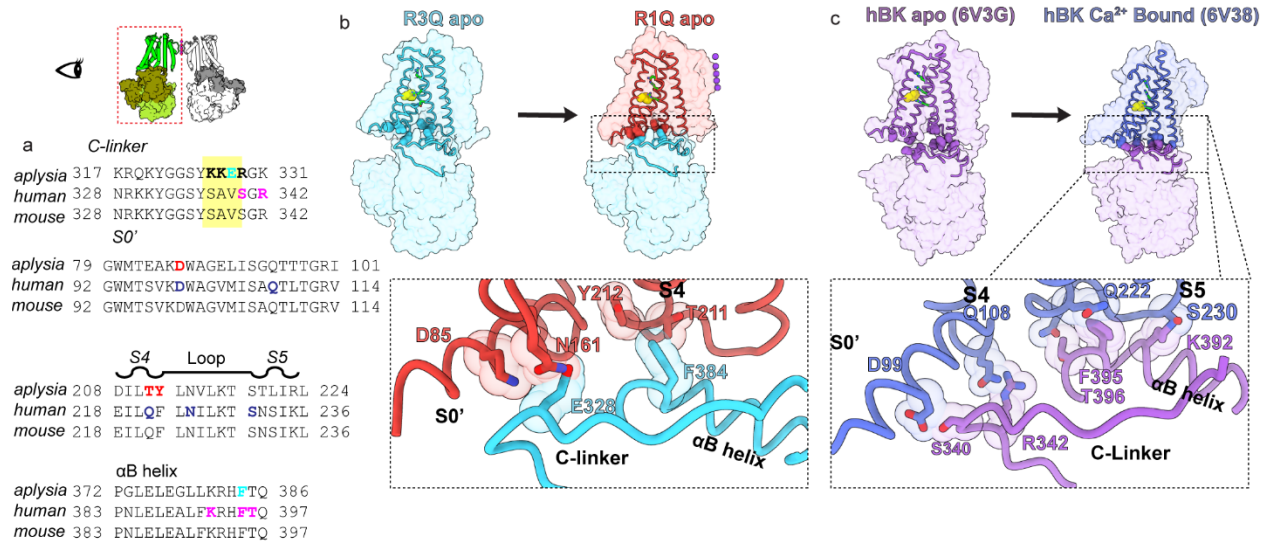 b
R3Q apo
R1Q apo
c
hBK apo (6V3G)
hBK Ca²⁺ Bound (6V38)
a
C-linker
aplysia 317 KRQKYGGSYKKERGK 331
human 328 NRKKYGGSYSAVSGR 342
mouse 328 NRKKYGGSYSAVSGR 342
S0'
aplysia 79 GWMTEAKDWAGELISGQTTTGRI 101
human 92 GWMTSVKDWAGVMISAQTLTGRV 114
mouse 92 GWMTSVKDWAGVMISAQTLTGRV 114
S4 Loop S5
aplysia 208 DILTYLNVLKT STLIRL 224
human 218 EILQF LNILKT SNSIKL 236
mouse 218 EILQF LNILKT SNSIKL 236
αB helix
aplysia 372 PGLELEGLLKRHFTQ 386
human 383 PNLELEALFKRHFTQ 397
mouse 383 PNLELEALFKRHFTQ 397
Y212
S4
T211
D85
N161
F384
S0'
E328
C-linker
αB helix
S4
Q222
S5
Q108
S230
S0'
K392
D99
F395
T396
αB helix
S340
R342
C-Linker